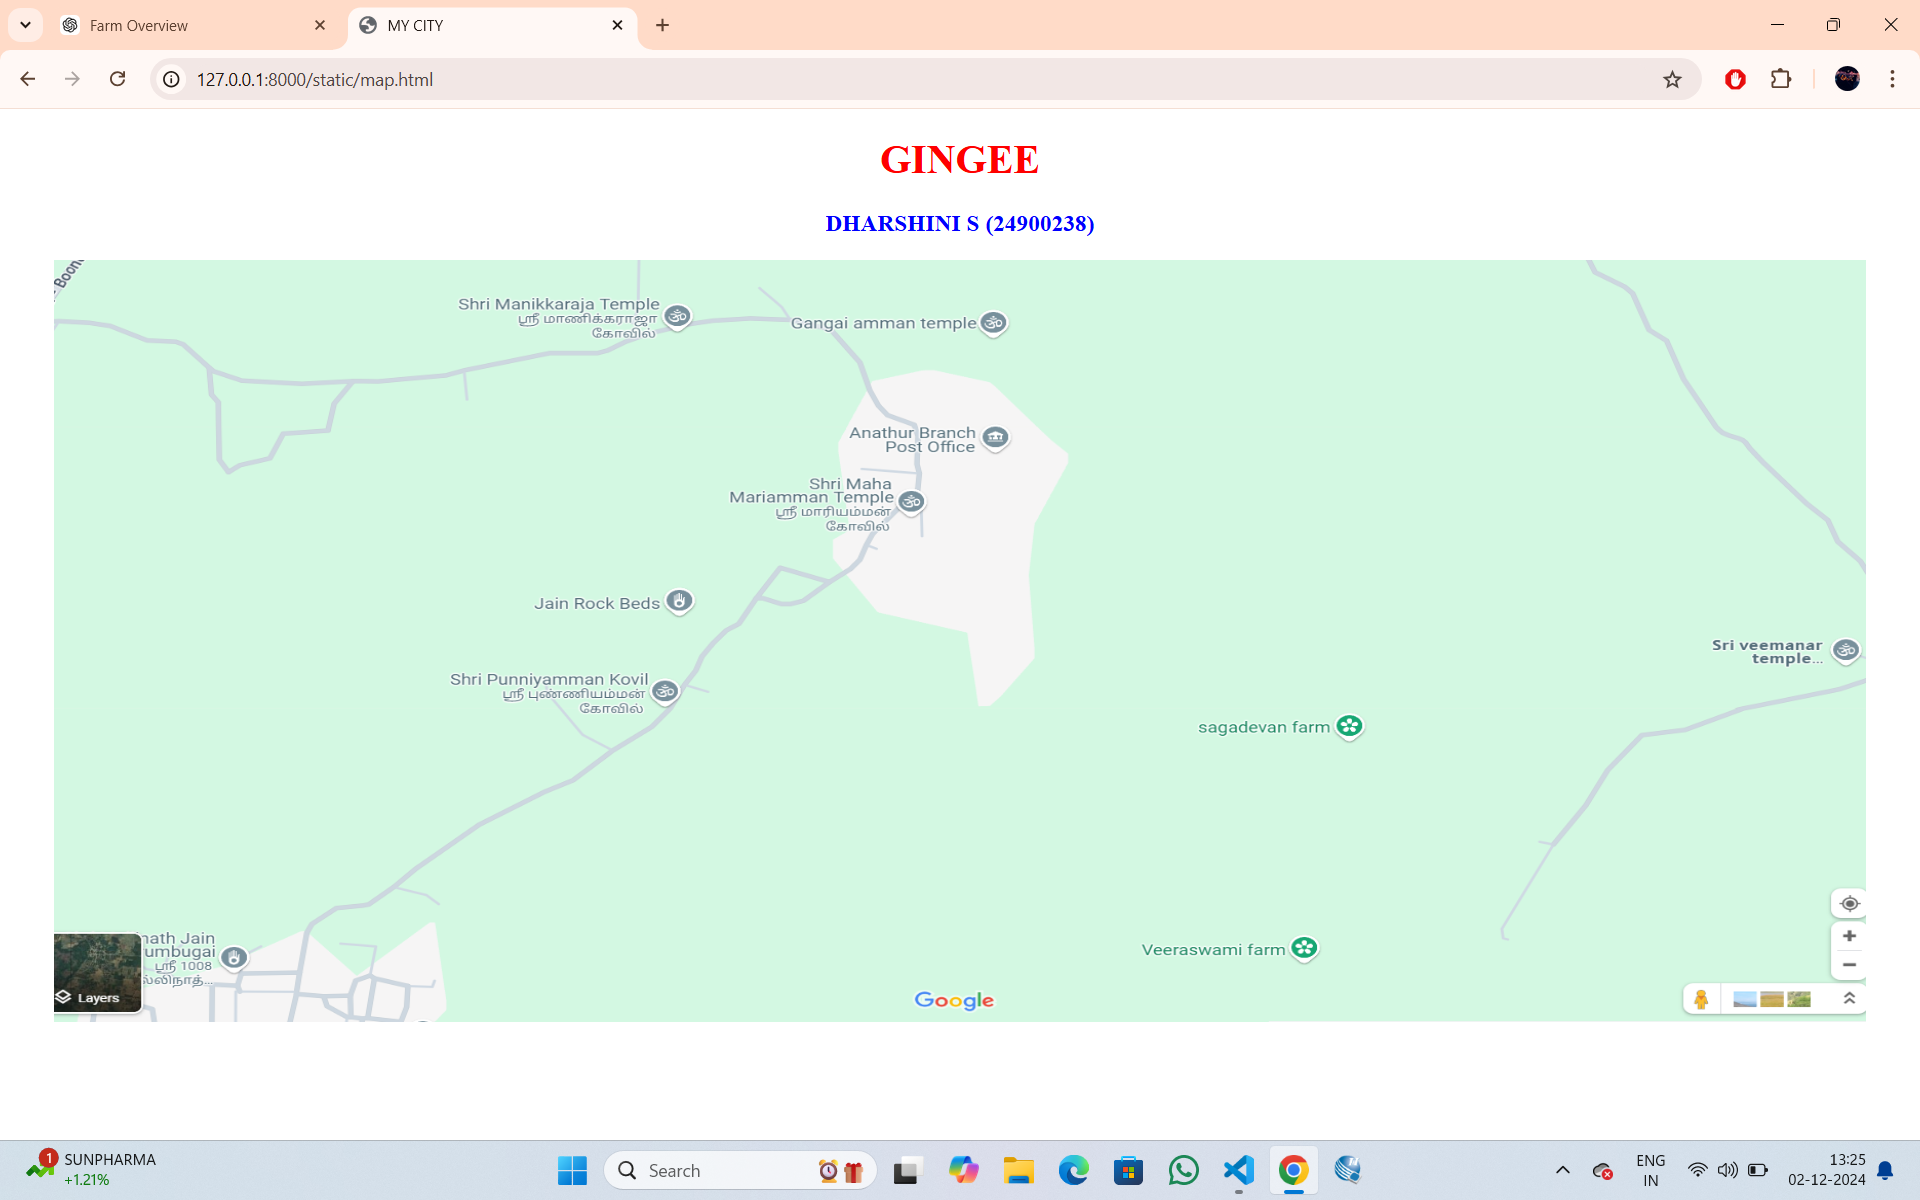 Farm Overview
MY CITY
127.0.0.1:8000/static/map.html
GINGEE
DHARSHINI S (24900238)
Shri Manikkaraja Temple
ஸ்ரீ மாணிக்கராஜா
கோவில்
Gangai amman temple
Anathur Branch
Post Office
Shri Maha
Mariamman Temple
ஸ்ரீ மாரியம்மன்
கோவில்
Jain Rock Beds
Shri Punniyamman Kovil
ஸ்ரீ புண்ணியம்மன்
கோவில்
Sri veemanar
temple...
sagadevan farm
Veeraswami farm
Jain
ஸ்ரீ 1008
Layers
Google
1
SUNPHARMA
+1.21%
Search
ENG
IN
13:25
02-12-2024